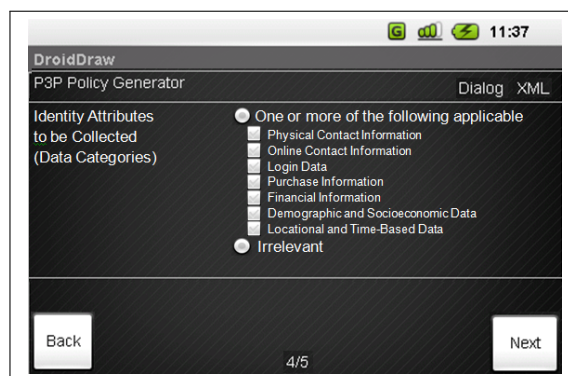 G 11:37
DroidDraw
P3P Policy Generator
Dialog XML
Identity Attributes
to be Collected
(Data Categories)
One or more of the following applicable
Physical Contact Information
Online Contact Information
Login Data
Purchase Information
Financial Information
Demographic and Socioeconomic Data
Locational and Time-Based Data
Irrelevant
Back
4/5
Next